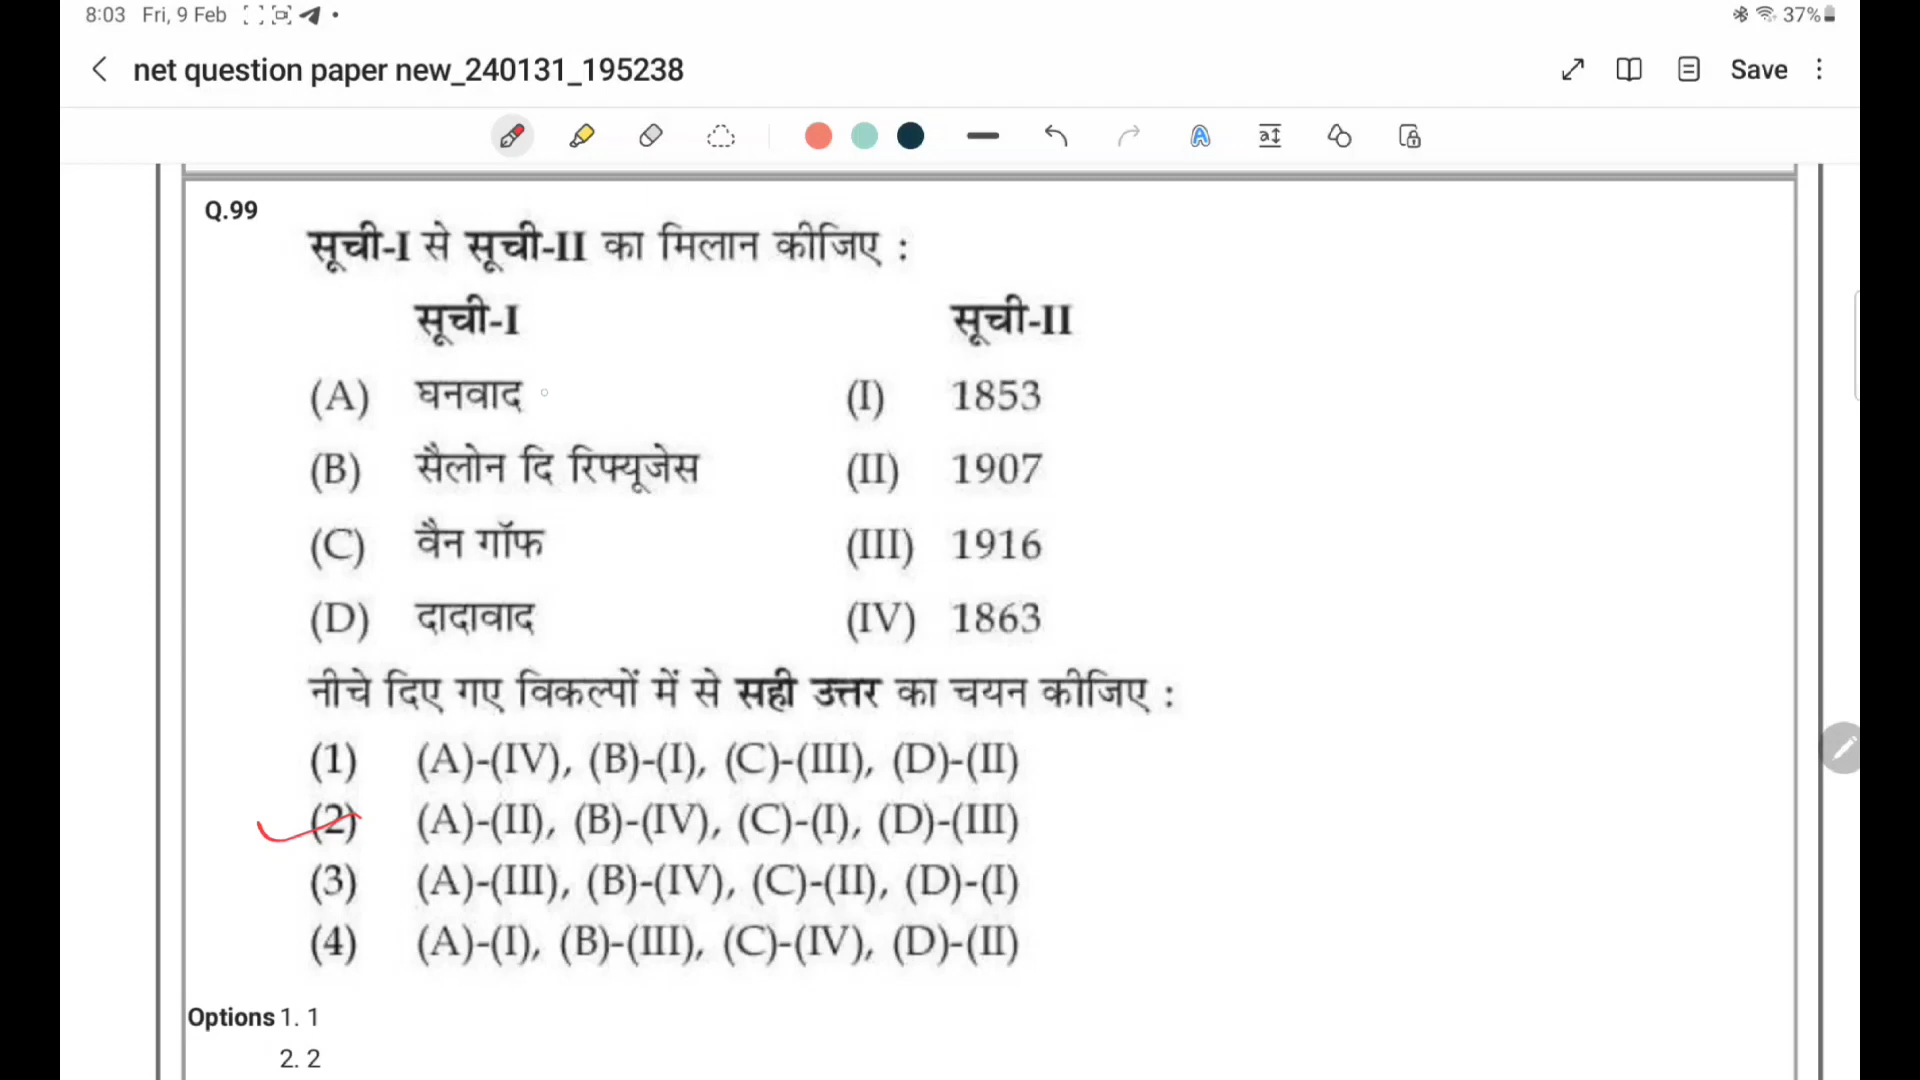 8:03 Fri, 9 Feb 37%
net question paper new_240131_195238 Save
Q.99
सूची-I से सूची-II का मिलान कीजिए :
सूची-I सूची-II
(A) घनवाद (I) 1853
(B) सैलोन दि रिफ्यूजेस (II) 1907
(C) वैन गॉफ (III) 1916
(D) दादावाद (IV) 1863
नीचे दिए गए विकल्पों में से सही उत्तर का चयन कीजिए :
(1) (A)-(IV), (B)-(I), (C)-(III), (D)-(II)
(2) (A)-(II), (B)-(IV), (C)-(I), (D)-(III)
(3) (A)-(III), (B)-(IV), (C)-(II), (D)-(I)
(4) (A)-(I), (B)-(III), (C)-(IV), (D)-(II)
Options 1. 1
2. 2